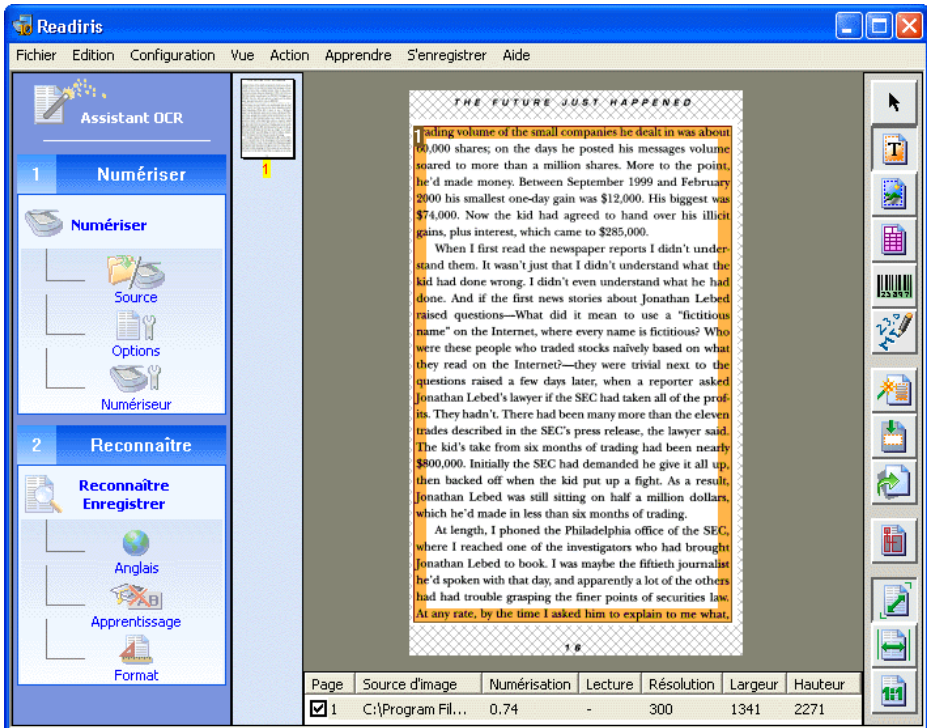 Readiris
Fichier Edition Configuration Vue Action Apprendre S'enregistrer Aide
Assistant OCR
1 Numériser
Numériser
Source
Options
Numériseur
2 Reconnaître
Reconnaître
Enregistrer
Anglais
Apprentissage
Format
1
THE FUTURE JUST HAPPENED
1
rading volume of the small companies he dealt in was about
60,000 shares; on the days he posted his messages volume
soared to more than a million shares. More to the point,
he'd made money. Between September 1999 and February
2000 his smallest one-day gain was $12,000. His biggest was
$74,000. Now the kid had agreed to hand over his illicit
gains, plus interest, which came to $285,000.
When I first read the newspaper reports I didn't under-
stand them. It wasn't just that I didn't understand what the
kid had done wrong. I didn't even understand what he had
done. And if the first news stories about Jonathan Lebed
raised questions—What did it mean to use a "fictitious
name" on the Internet, where every name is fictitious? Who
were these people who traded stocks naïvely based on what
they read on the Internet?—they were trivial next to the
questions raised a few days later, when a reporter asked
Jonathan Lebed's lawyer if the SEC had taken all of the prof-
its. They hadn't. There had been many more than the eleven
trades described in the SEC's press release, the lawyer said.
The kid's take from six months of trading had been nearly
$800,000. Initially the SEC had demanded he give it all up,
then backed off when the kid put up a fight. As a result,
Jonathan Lebed was still sitting on half a million dollars,
which he'd made in less than six months of trading.
At length, I phoned the Philadelphia office of the SEC,
where I reached one of the investigators who had brought
Jonathan Lebed to book. I was maybe the fiftieth journalist
he'd spoken with that day, and apparently a lot of the others
had had trouble grasping the finer points of securities law.
At any rate, by the time I asked him to explain to me what,
16
T
23897
1:1
Page Source d'image Numérisation Lecture Résolution Largeur Hauteur
1 C:\Program Fil... 0.74 - 300 1341 2271